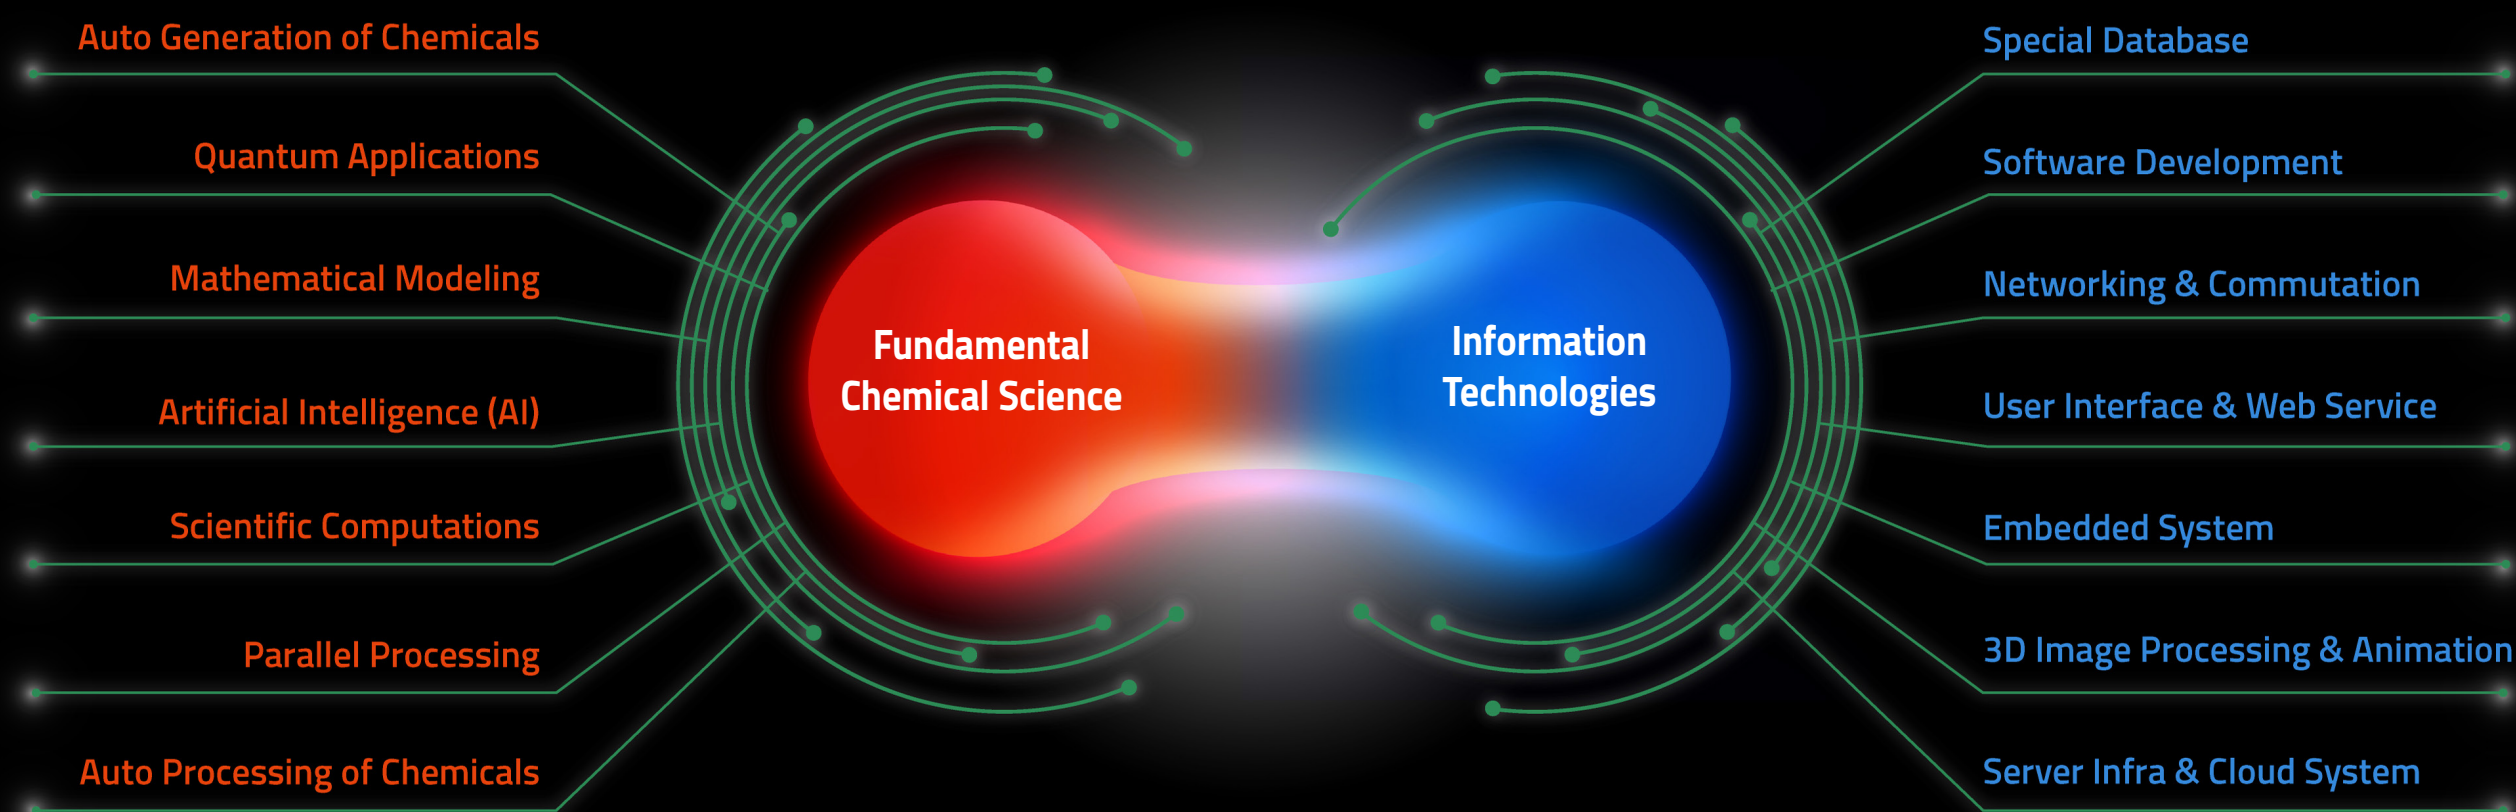 Auto Generation of Chemicals
Quantum Applications
Mathematical Modeling
Artificial Intelligence (AI)
Scientific Computations
Parallel Processing
Auto Processing of Chemicals
Fundamental
Chemical Science
Information
Technologies
Special Database
Software Development
Networking & Commutation
User Interface & Web Service
Embedded System
3D Image Processing & Animation
Server Infra & Cloud System